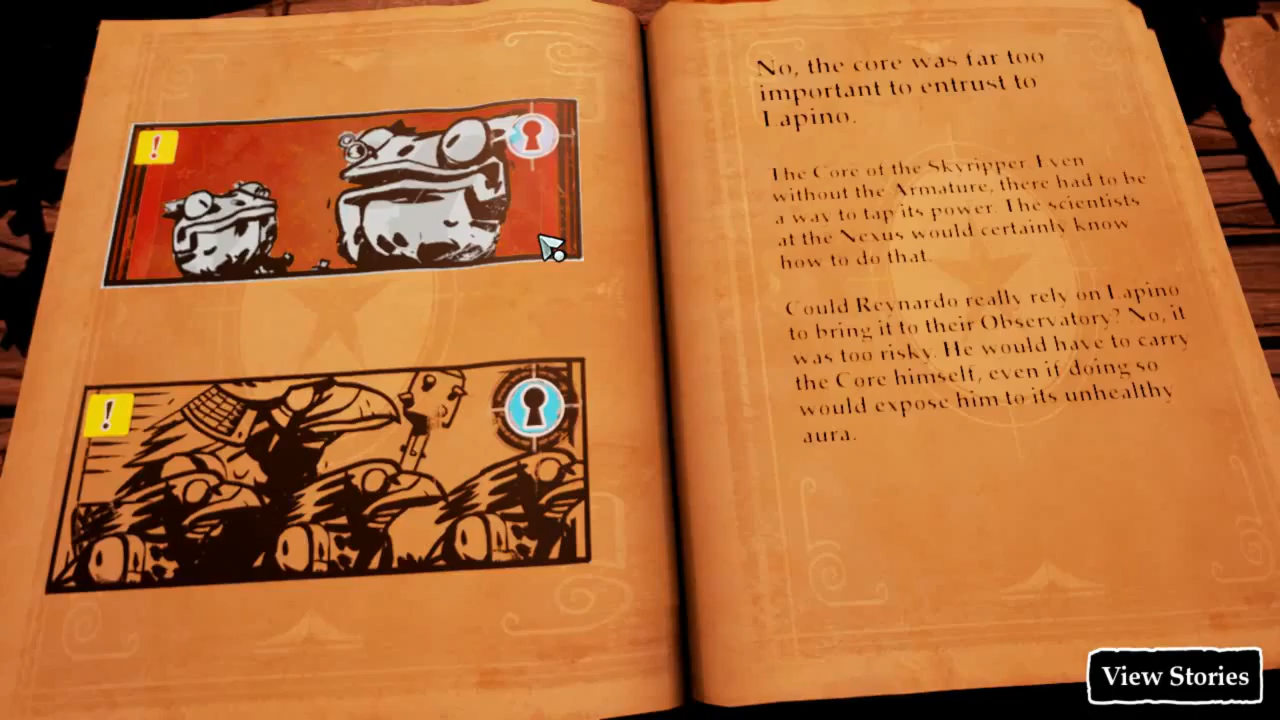 !
!
No, the core was far too
important to entrust to
Lapino.
The Core of the Skyripper Even
without the Armature, there had to be
a way to tap its power. The scientists
at the Nexus would certainly know
how to do that.
Could Reynardo really rely on Lapino
to bring it to their Observatory? No, it
was too risky. He would have to carry
the Core himself, even if doing so
would expose him to its unhealthy
aura.
View Stories